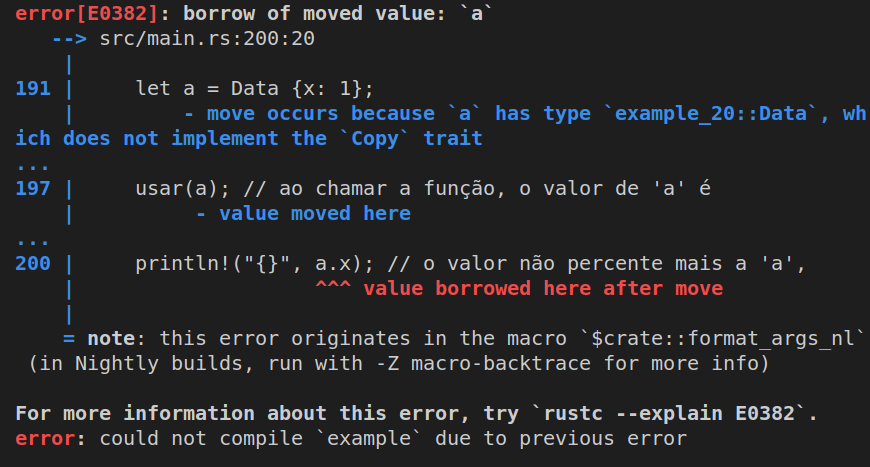 error[E0382]: borrow of moved value: `a`
   --> src/main.rs:200:20
    |
191 |     let a = Data {x: 1};
    |         - move occurs because `a` has type `example_20::Data`, wh
ich does not implement the `Copy` trait
...
197 |     usar(a); // ao chamar a função, o valor de 'a' é
    |          - value moved here
...
200 |     println!("{}", a.x); // o valor não percente mais a 'a',
    |                    ^^^ value borrowed here after move
    |
    = note: this error originates in the macro `$crate::format_args_nl`
 (in Nightly builds, run with -Z macro-backtrace for more info)

For more information about this error, try `rustc --explain E0382`.
error: could not compile `example` due to previous error